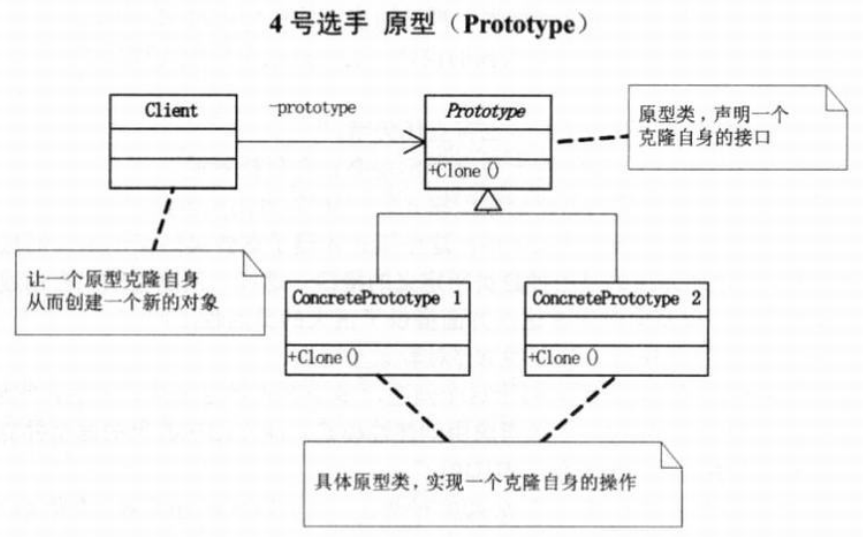 4 号选手 原型（Prototype）
Client
-prototype
Prototype
+Clone()
原型类，声明一个
克隆自身的接口
让一个原型克隆自身
从而创建一个新的对象
ConcretePrototype 1
+Clone()
ConcretePrototype 2
+Clone()
具体原型类，实现一个克隆自身的操作